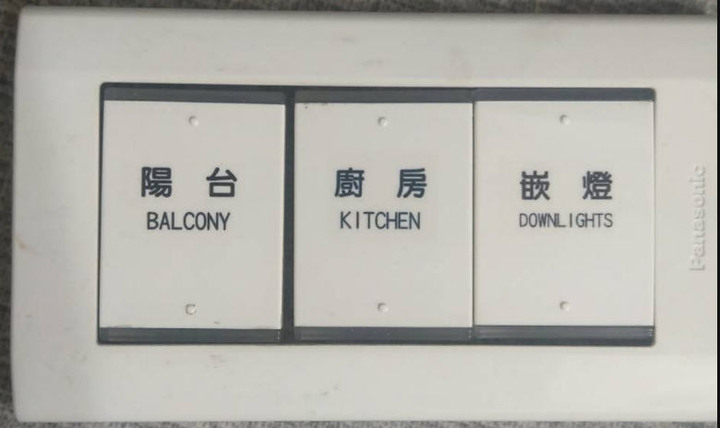 陽台
BALCONY
廚房
KITCHEN
嵌燈
DOWNLIGHTS
Panasonic